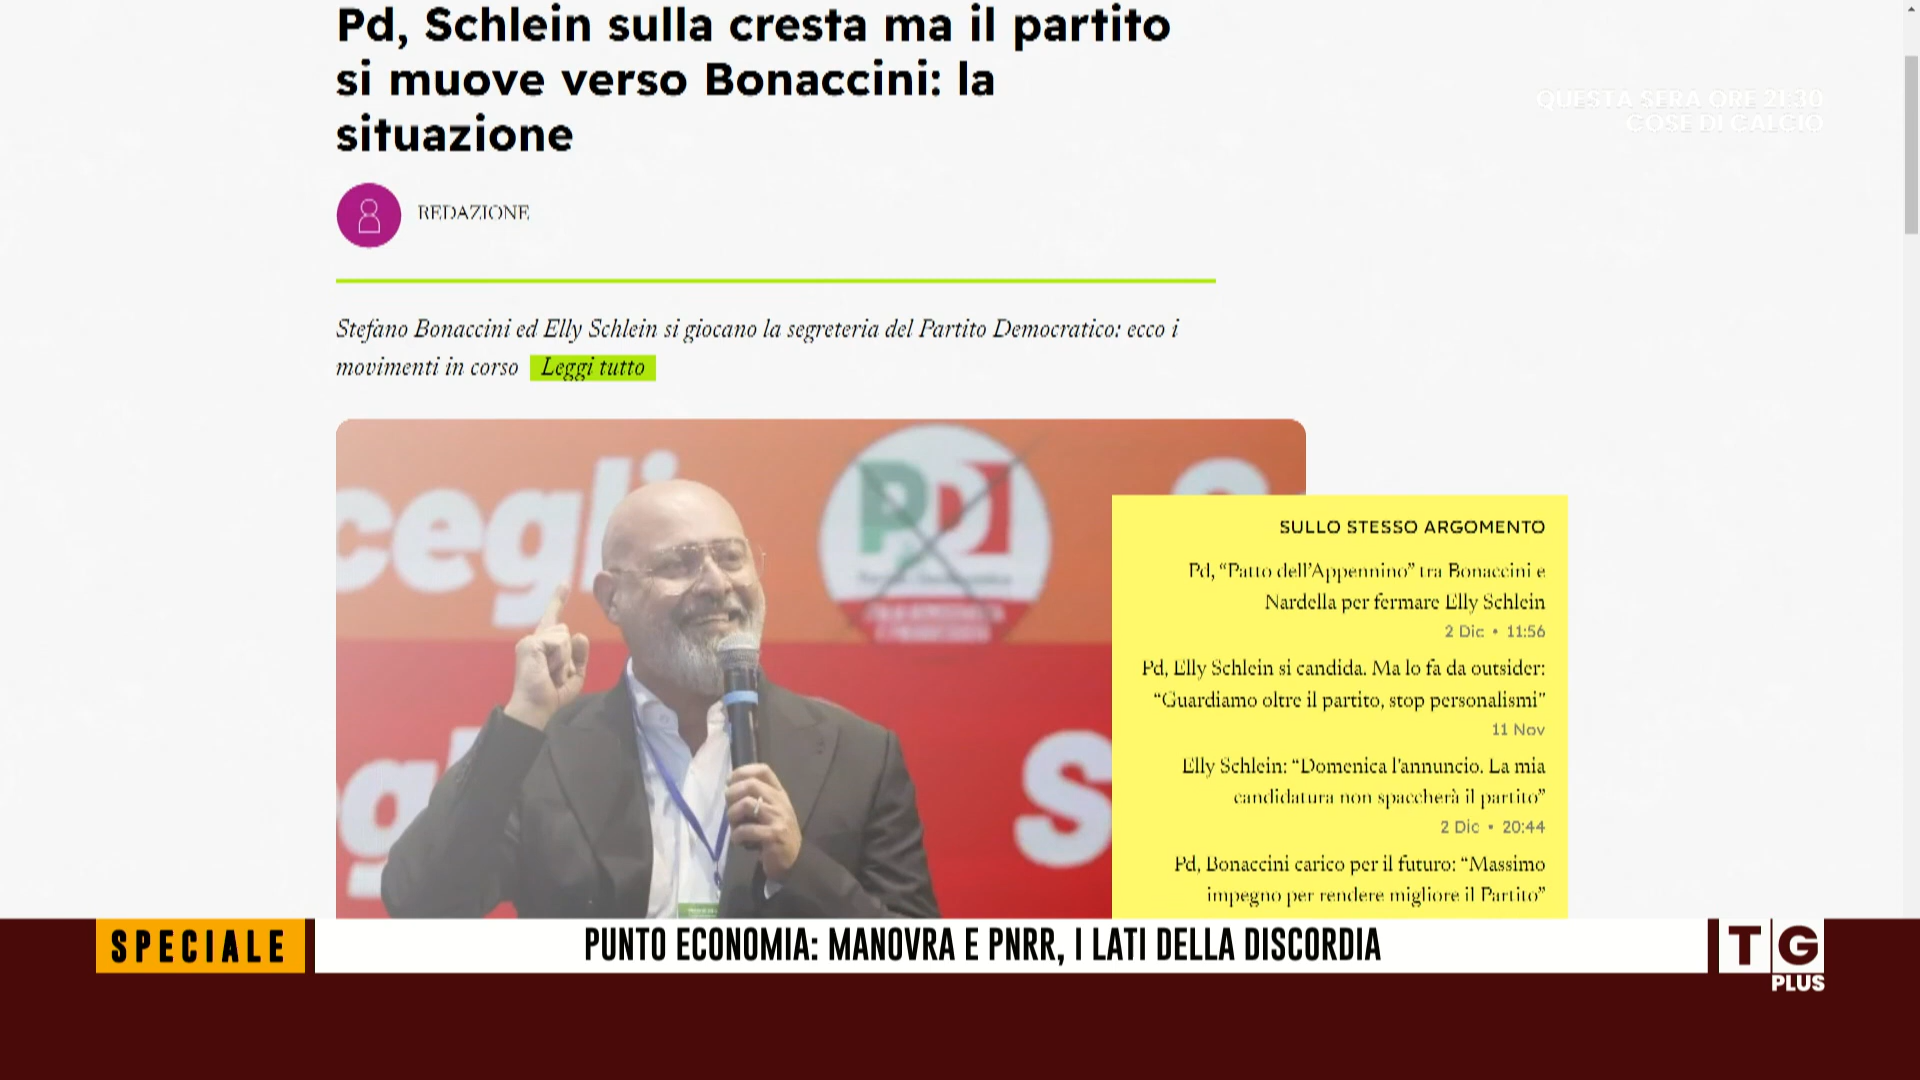 Pd, Schlein sulla cresta ma il partito
si muove verso Bonaccini: la
situazione
QUESTA SERA ORE 21:30
COSE DI CALCIO
REDAZIONE
Stefano Bonaccini ed Elly Schlein si giocano la segreteria del Partito Democratico: ecco i
movimenti in corso Leggi tutto
cegli
PD
S
SULLO STESSO ARGOMENTO
Pd, “Patto dell’Appennino” tra Bonaccini e
Nardella per fermare Elly Schlein
2 Dic • 11:56
Pd, Elly Schlein si candida. Ma lo fa da outsider:
“Guardiamo oltre il partito, stop personalismi”
11 Nov
Elly Schlein: “Domenica l'annuncio. La mia
candidatura non spaccherà il partito”
2 Dic • 20:44
Pd, Bonaccini carico per il futuro: “Massimo
impegno per rendere migliore il Partito”
g
S
SPECIALE
PUNTO ECONOMIA: MANOVRA E PNRR, I LATI DELLA DISCORDIA
TG
PLUS